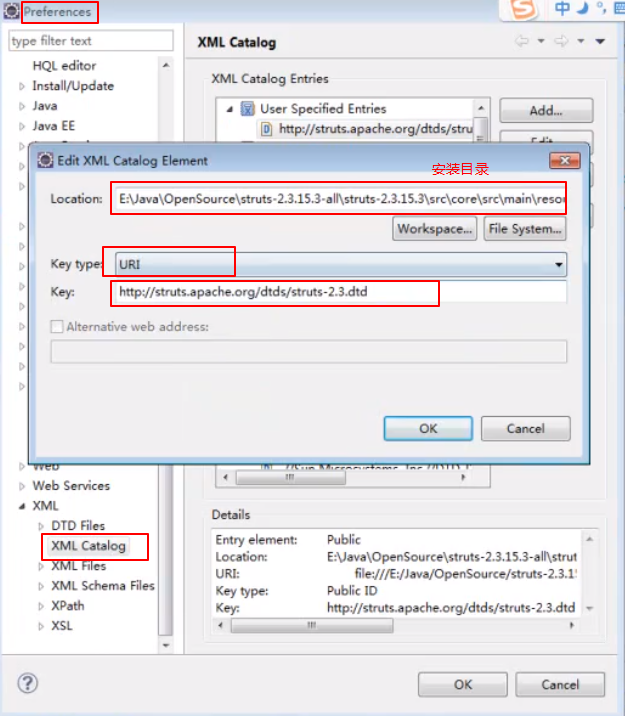 Preferences
中
type filter text
XML Catalog
HQL editor
Install/Update
Java
Java EE
XML Catalog Entries
User Specified Entries
http://struts.apache.org/dtds/stru
Add...
Edit XML Catalog Element
安装目录
Location:
E:\Java\OpenSource\struts-2.3.15.3-all\struts-2.3.15.3\src\core\src\main\resou
Workspace...
File System...
Key type:
URI
Key:
http://struts.apache.org/dtds/struts-2.3.dtd
Alternative web address:
OK
Cancel
Web
Web Services
XML
DTD Files
XML Catalog
XML Files
XML Schema Files
XPath
XSL
Details
Entry element: Public
Location: E:\Java\OpenSource\struts-2.3.15.3-all\strut
URI: file:///E:/Java/OpenSource/struts-2.3.1
Key type: Public ID
Key: http://struts.apache.org/dtds/struts-2.3.dtd
OK
Cancel